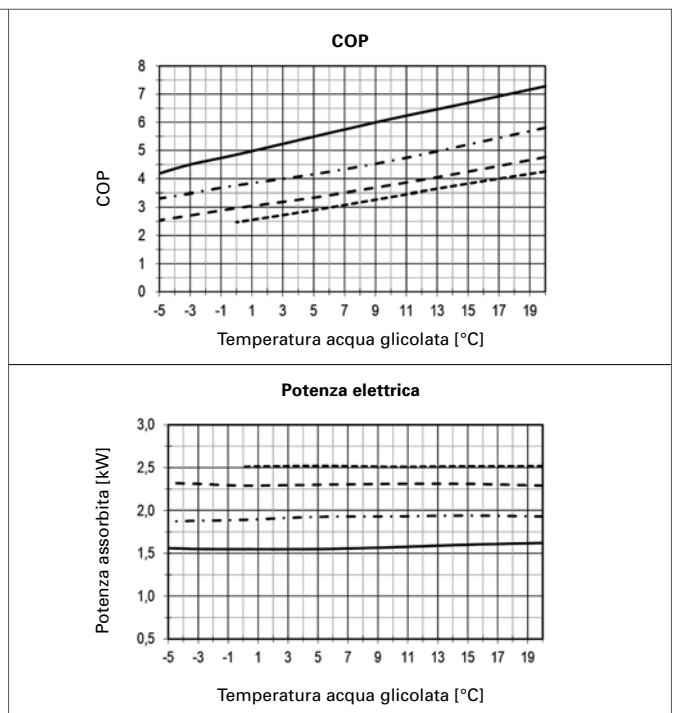 COP
8
7
6
5
4
3
2
1
0
COP
-5 -3 -1 1 3 5 7 9 11 13 15 17 19
Temperatura acqua glicolata [°C]
Potenza elettrica
3,0
2,5
2,0
1,5
1,0
0,5
Potenza assorbita [kW]
-5 -3 -1 1 3 5 7 9 11 13 15 17 19
Temperatura acqua glicolata [°C]